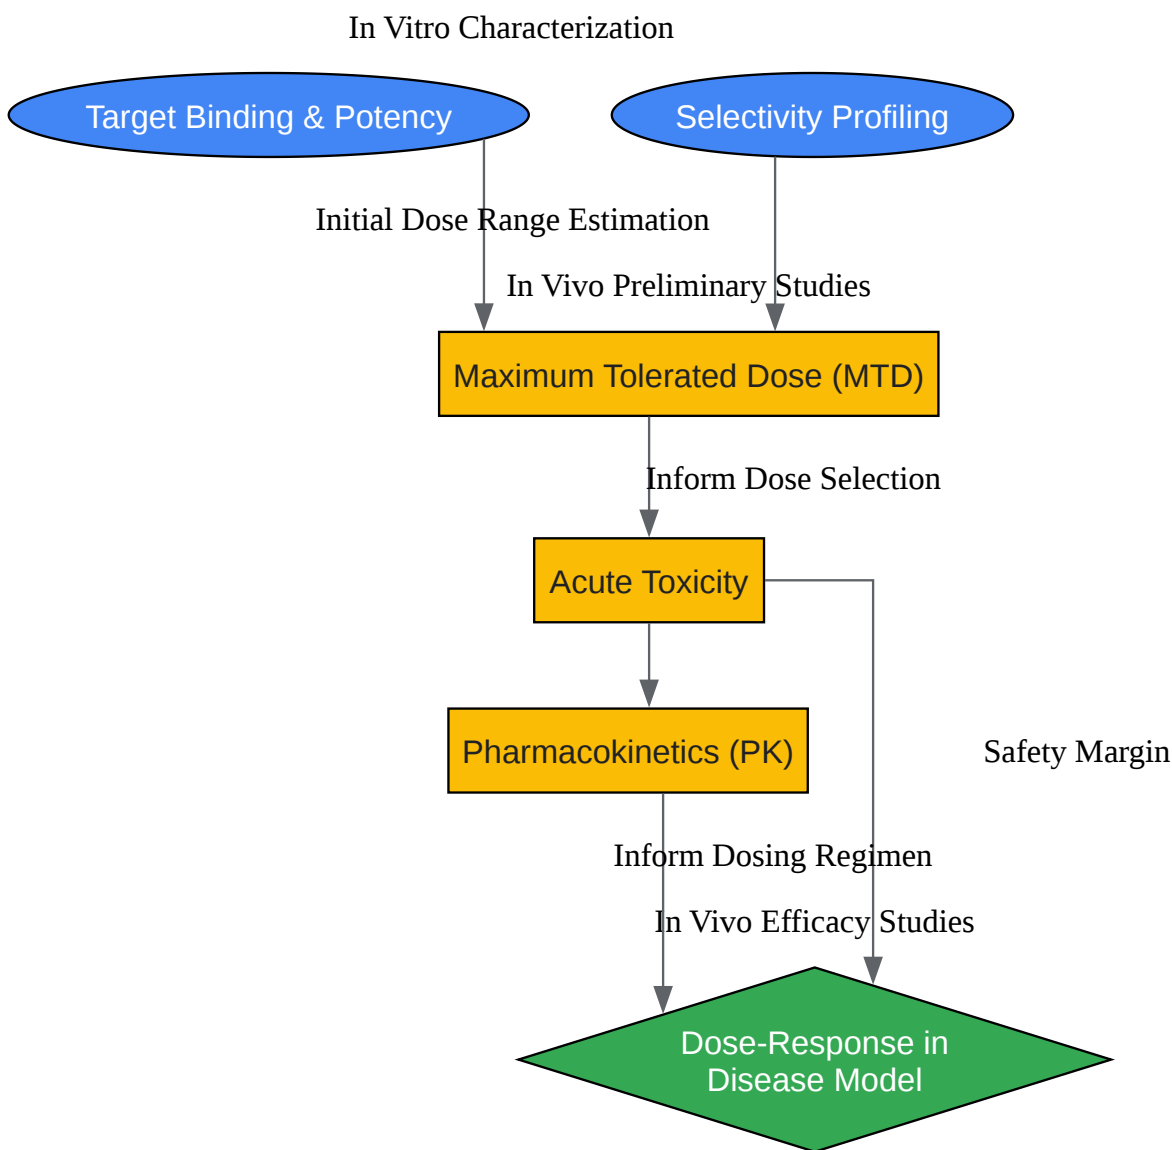 In Vitro Characterization
Target Binding & Potency
Selectivity Profiling
Initial Dose Range Estimation
In Vivo Preliminary Studies
Maximum Tolerated Dose (MTD)
Inform Dose Selection
Acute Toxicity
Pharmacokinetics (PK)
Safety Margin
Inform Dosing Regimen
In Vivo Efficacy Studies
Dose-Response in
Disease Model